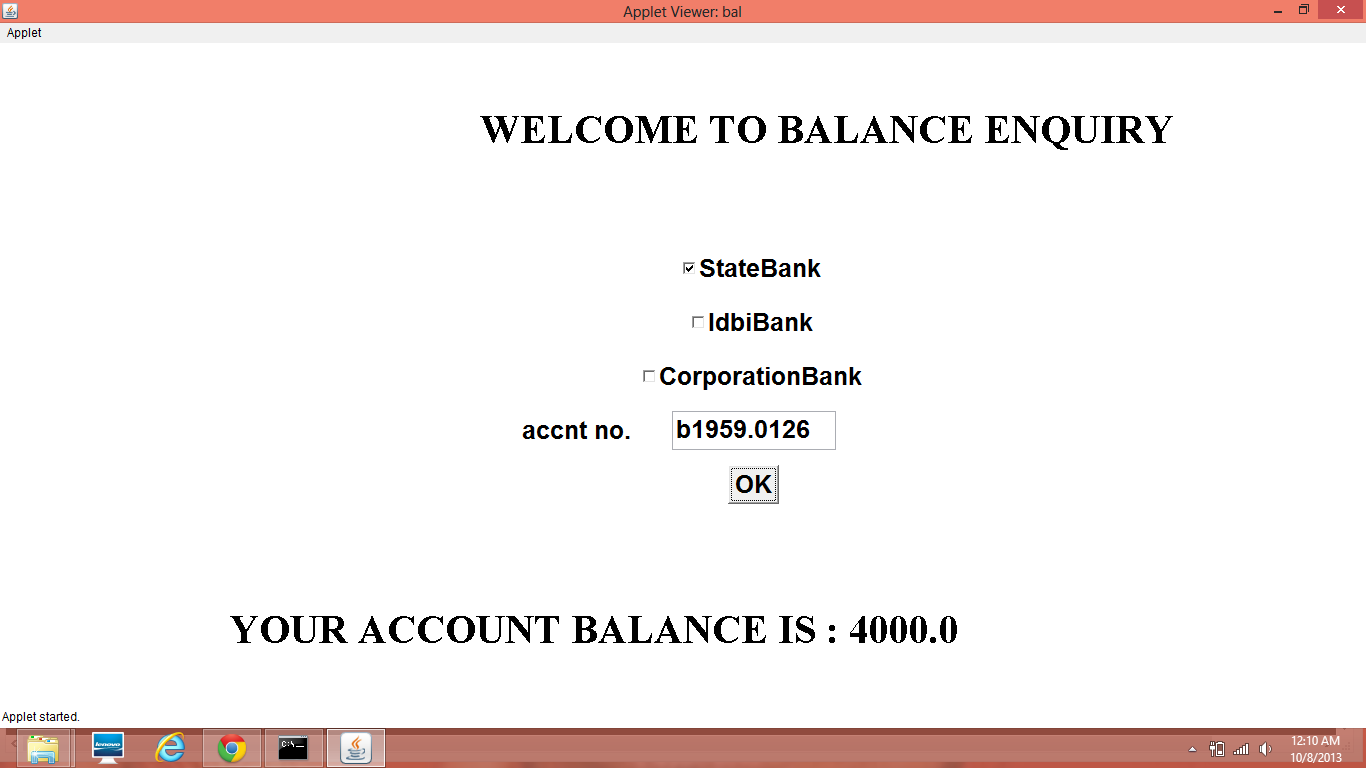 Applet Viewer: bal
Applet
WELCOME TO BALANCE ENQUIRY
StateBank
IdbiBank
CorporationBank
accnt no. b1959.0126
OK
YOUR ACCOUNT BALANCE IS : 4000.0
Applet started.
lenovo
C:\._
12:10 AM
10/8/2013